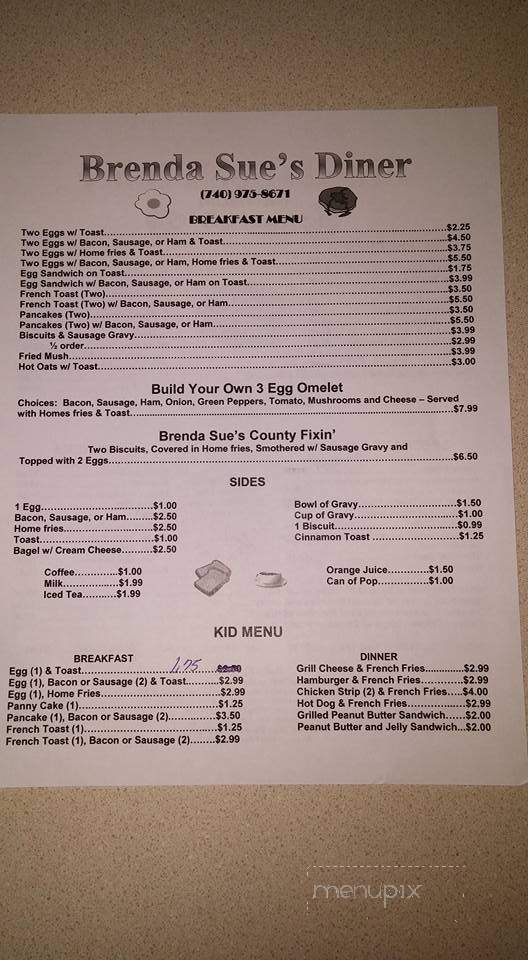 Brenda Sue's Diner
(740) 975-8671
BREAKFAST MENU
Two Eggs w/ Toast $2.25
Two Eggs w/ Bacon, Sausage, or Ham & Toast $4.50
Two Eggs w/ Home fries & Toast $3.75
Two Eggs w/ Bacon, Sausage, or Ham, Home fries & Toast $5.50
Egg Sandwich on Toast $1.75
Egg Sandwich w/ Bacon, Sausage, or Ham on Toast $3.99
French Toast (Two) $3.50
French Toast (Two) w/ Bacon, Sausage, or Ham $5.50
Pancakes (Two) $3.50
Pancakes (Two) w/ Bacon, Sausage, or Ham $5.50
Biscuits & Sausage Gravy $3.99
½ order $2.99
Fried Mush $3.99
Hot Oats w/ Toast $3.00
Build Your Own 3 Egg Omelet
Choices: Bacon, Sausage, Ham, Onion, Green Peppers, Tomato, Mushrooms and Cheese – Served
with Homes fries & Toast $7.99
Brenda Sue's County Fixin'
Two Biscuits, Covered in Home fries, Smothered w/ Sausage Gravy and
Topped with 2 Eggs $6.50
SIDES
1 Egg $1.00
Bacon, Sausage, or Ham $2.50
Home fries $2.50
Toast $1.00
Bagel w/ Cream Cheese $2.50
Bowl of Gravy $1.50
Cup of Gravy $1.00
1 Biscuit $0.99
Cinnamon Toast $1.25
Coffee $1.00
Milk $1.99
Iced Tea $1.99
Orange Juice $1.50
Can of Pop $1.00
KID MENU
BREAKFAST
Egg (1) & Toast 1.75
Egg (1), Bacon or Sausage (2) & Toast $2.99
Egg (1), Home Fries $2.99
Panny Cake (1) $1.25
Pancake (1), Bacon or Sausage (2) $3.50
French Toast (1) $1.25
French Toast (1), Bacon or Sausage (2) $2.99
DINNER
Grill Cheese & French Fries $2.99
Hamburger & French Fries $2.99
Chicken Strip (2) & French Fries $4.00
Hot Dog & French Fries $2.99
Grilled Peanut Butter Sandwich $2.00
Peanut Butter and Jelly Sandwich $2.00
menupix